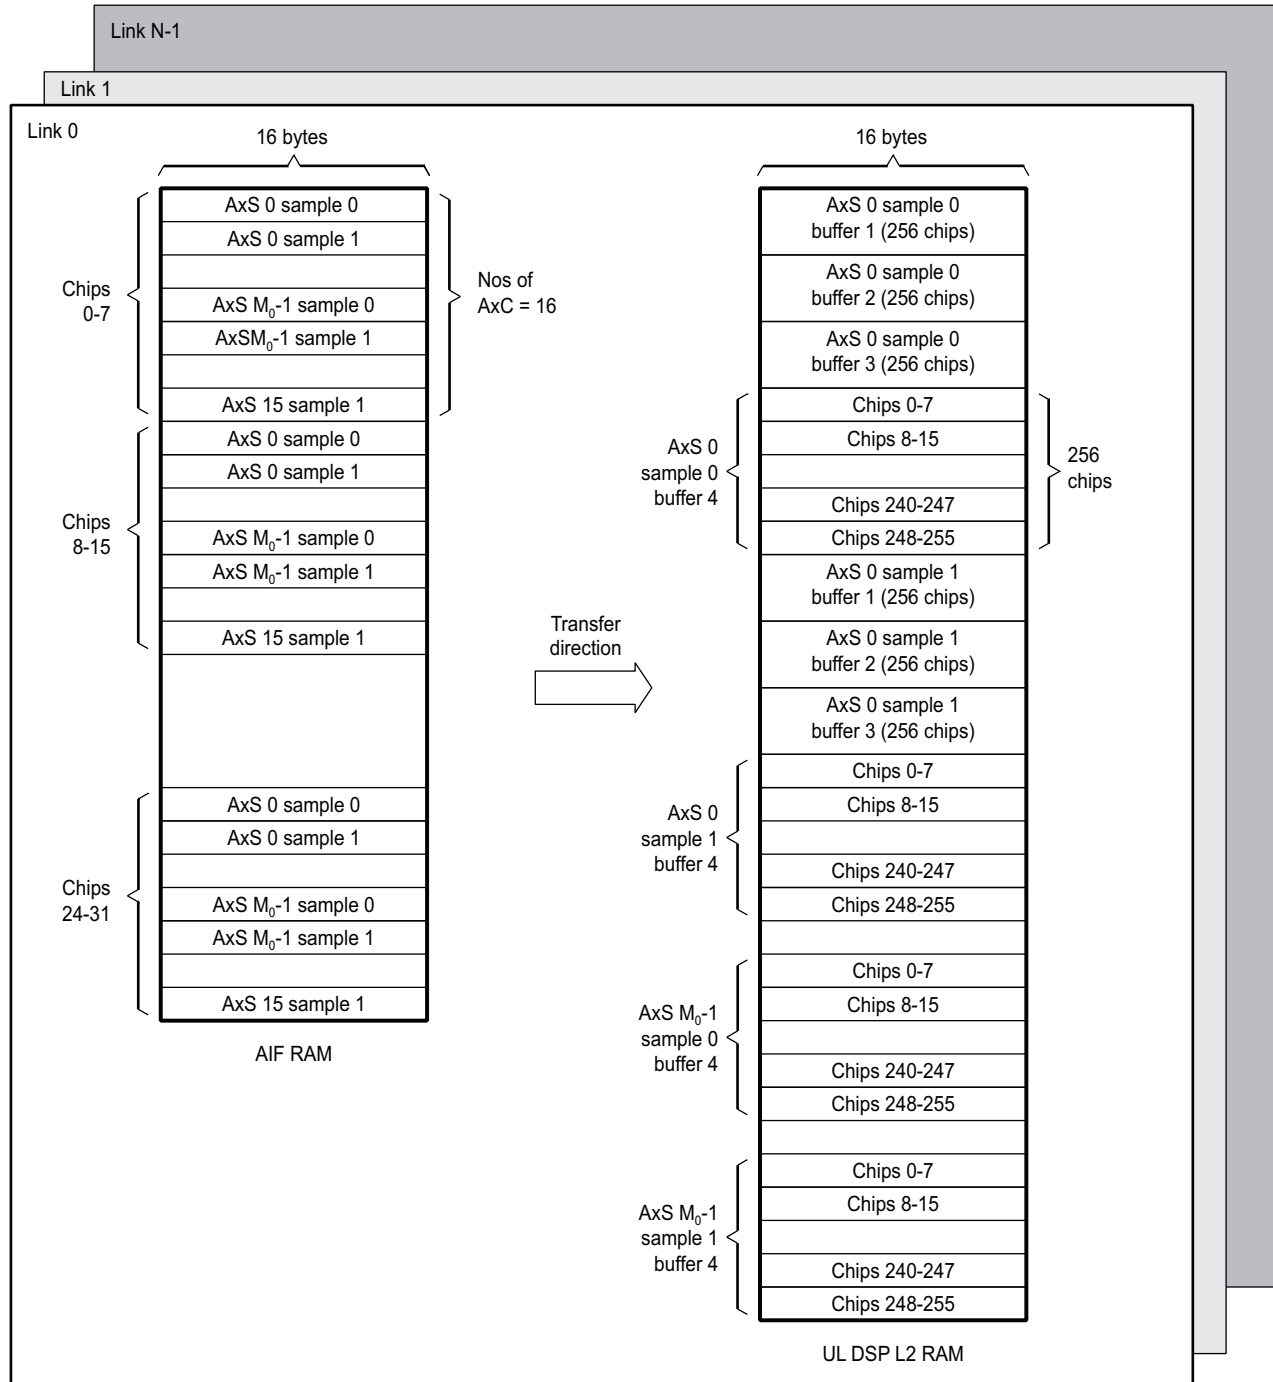 Link N-1
Link 1
Link 0
16 bytes
AxS 0 sample 0
AxS 0 sample 1
AxS M₀-1 sample 0
AxSM₀-1 sample 1
AxS 15 sample 1
Chips
0-7
Nos of
AxC = 16
AxS 0 sample 0
AxS 0 sample 1
AxS M₀-1 sample 0
AxS M₀-1 sample 1
AxS 15 sample 1
Chips
8-15
AxS 0 sample 0
AxS 0 sample 1
AxS M₀-1 sample 0
AxS M₀-1 sample 1
AxS 15 sample 1
Chips
24-31
AIF RAM
Transfer
direction
16 bytes
AxS 0 sample 0
buffer 1 (256 chips)
AxS 0 sample 0
buffer 2 (256 chips)
AxS 0 sample 0
buffer 3 (256 chips)
AxS 0
sample 0
buffer 4
Chips 0-7
Chips 8-15
Chips 240-247
Chips 248-255
256
chips
AxS 0 sample 1
buffer 1 (256 chips)
AxS 0 sample 1
buffer 2 (256 chips)
AxS 0 sample 1
buffer 3 (256 chips)
AxS 0
sample 1
buffer 4
Chips 0-7
Chips 8-15
Chips 240-247
Chips 248-255
AxS M₀-1
sample 0
buffer 4
Chips 0-7
Chips 8-15
Chips 240-247
Chips 248-255
AxS M₀-1
sample 1
buffer 4
Chips 0-7
Chips 8-15
Chips 240-247
Chips 248-255
UL DSP L2 RAM